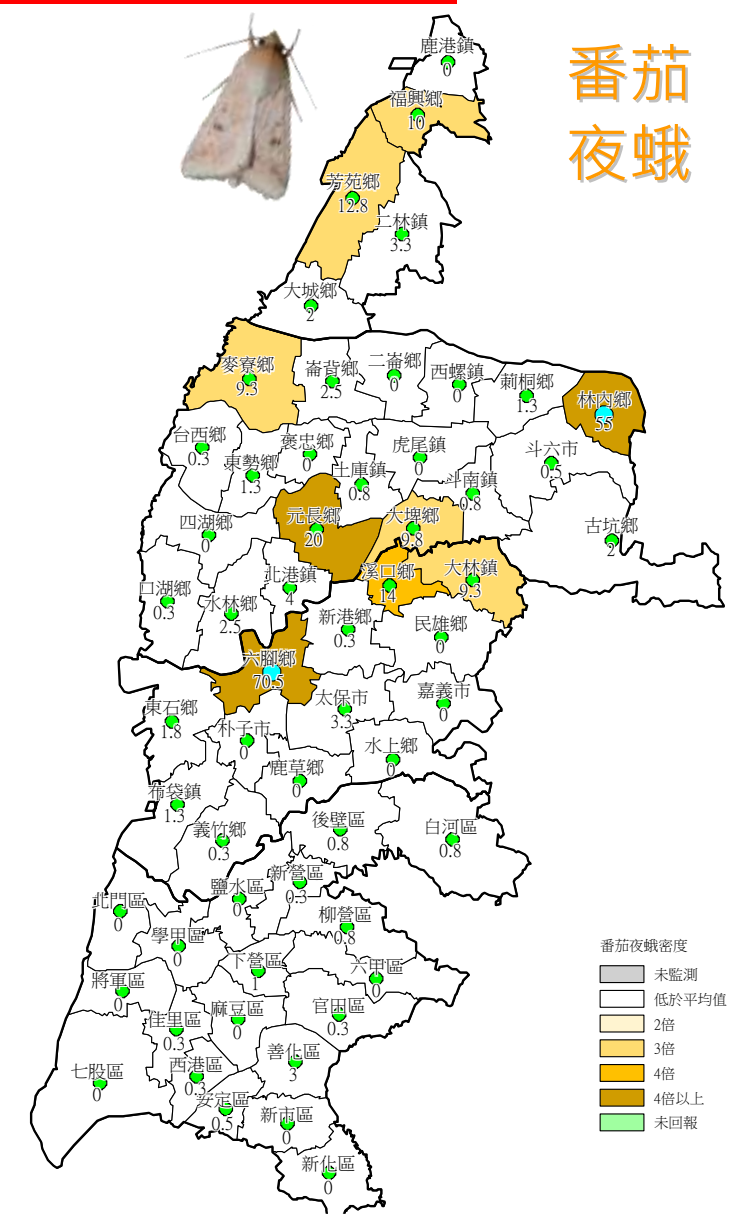 番茄
夜蛾
鹿港鎮
0
福興鄉
10
芳苑鄉
12.8
二林鎮
3.3
大城鄉
2
麥寮鄉
9.3
崙背鄉
2.5
二崙鄉
0
西螺鎮
0
莿桐鄉
1.3
林內鄉
55
台西鄉
0.3
東勢鄉
1.3
褒忠鄉
0
土庫鎮
0.8
虎尾鎮
0
斗南鎮
0.8
斗六市
0.5
古坑鄉
2
四湖鄉
0
元長鄉
20
大埤鄉
9.8
溪口鄉
14
大林鎮
9.3
口湖鄉
0.3
水林鄉
2.5
北港鎮
4
新港鄉
0.3
民雄鄉
0
六腳鄉
70.5
東石鄉
1.8
朴子市
0
太保市
3.3
嘉義市
0
水上鄉
0
鹿草鄉
0
布袋鎮
1.3
義竹鄉
0.3
後壁區
0.8
白河區
0.8
新營區
0.3
鹽水區
0
北門區
0
柳營區
0.8
學甲區
0
下營區
1
六甲區
0
將軍區
0
佳里區
0.3
麻豆區
0
官田區
0.3
七股區
0
西港區
0.3
善化區
3
安定區
0.5
新市區
0
新化區
0
番茄夜蛾密度
未監測
低於平均值
2倍
3倍
4倍
4倍以上
未回報